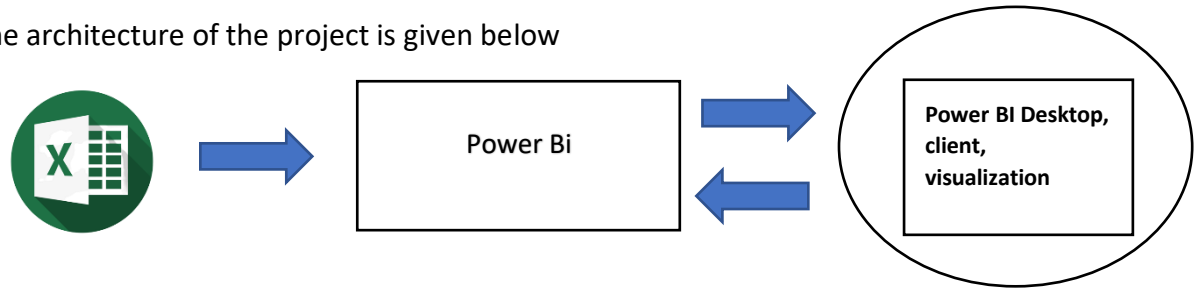 he architecture of the project is given below
X
Power Bi
Power BI Desktop,
client,
visualization